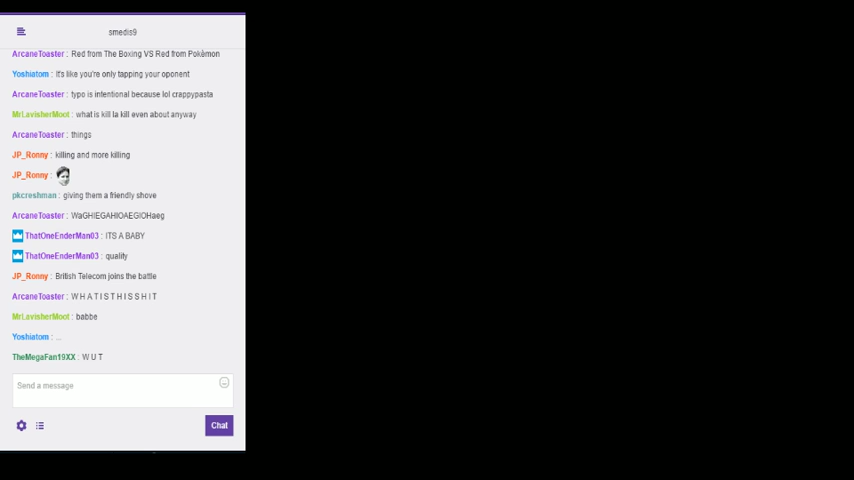 smedis9
ArcaneToaster : Red from The Boxing VS Red from Pokémon
Yoshiatom : It's like you're only tapping your oponent
ArcaneToaster : typo is intentional because lol crappypasta
MrLavisherMoot : what is kill la kill even about anyway
ArcaneToaster : things
JP_Ronny : killing and more killing
JP_Ronny :
pkcreshman : giving them a friendly shove
ArcaneToaster : WaGHIEGAHIOAEGIOHaeg
ThatOneEnderMan03 : ITS A BABY
ThatOneEnderMan03 : quality
JP_Ronny : British Telecom joins the battle
ArcaneToaster : W H A T I S T H I S S H I T
MrLavisherMoot : babbe
Yoshiatom : ...
TheMegaFan19XX : W U T
Send a message
Chat